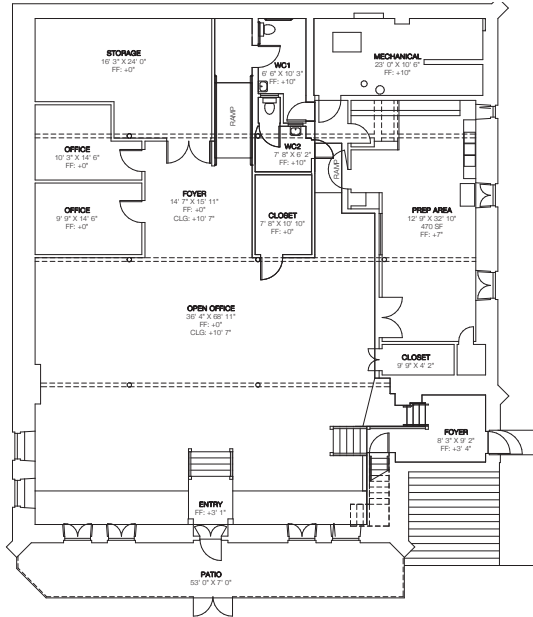 STORAGE
16' 3" X 24' 0"
FF: +0"
WC1
6' 6" X 10' 3"
FF: +10"
MECHANICAL
23' 0" X 10' 6"
FF: +10"
RAMP
OFFICE
10' 3" X 14' 6"
FF: +0"
WC2
7' 8" X 6' 2"
FF: +10"
RAMP
OFFICE
9' 9" X 14' 6"
FF: +0"
FOYER
14' 7" X 15' 11"
FF: +0"
CLG: +10' 7"
CLOSET
7' 8" X 10' 10"
FF: +0"
PREP AREA
12' 9" X 32' 10"
470 SF
FF: +7"
OPEN OFFICE
36' 4" X 68' 11"
FF: +0"
CLG: +10' 7"
CLOSET
9' 9" X 4' 2"
FOYER
8' 3" X 9' 2"
FF: +3' 4"
ENTRY
FF: +3' 1"
PATIO
53' 0" X 7' 0"